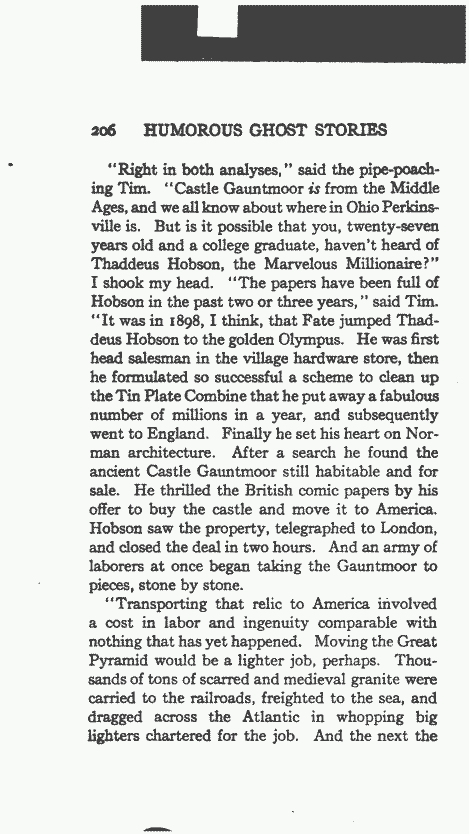 206 HUMOROUS GHOST STORIES
"Right in both analyses," said the pipe-poach-
ing Tim. "Castle Gauntmoor is from the Middle
Ages, and we all know about where in Ohio Perkins-
ville is. But is it possible that you, twenty-seven
years old and a college graduate, haven't heard of
Thaddeus Hobson, the Marvelous Millionaire?"
I shook my head. "The papers have been full of
Hobson in the past two or three years," said Tim.
"It was in 1898, I think, that Fate jumped Thad-
deus Hobson to the golden Olympus. He was first
head salesman in the village hardware store, then
he formulated so successful a scheme to clean up
the Tin Plate Combine that he put away a fabulous
number of millions in a year, and subsequently
went to England. Finally he set his heart on Nor-
man architecture. After a search he found the
ancient Castle Gauntmoor still habitable and for
sale. He thrilled the British comic papers by his
offer to buy the castle and move it to America.
Hobson saw the property, telegraphed to London,
and closed the deal in two hours. And an army of
laborers at once began taking the Gauntmoor to
pieces, stone by stone.
"Transporting that relic to America involved
a cost in labor and ingenuity comparable with
nothing that has yet happened. Moving the Great
Pyramid would be a lighter job, perhaps. Thou-
sands of tons of scarred and medieval granite were
carried to the railroads, freighted to the sea, and
dragged across the Atlantic in whopping big
lighters chartered for the job. And the next the